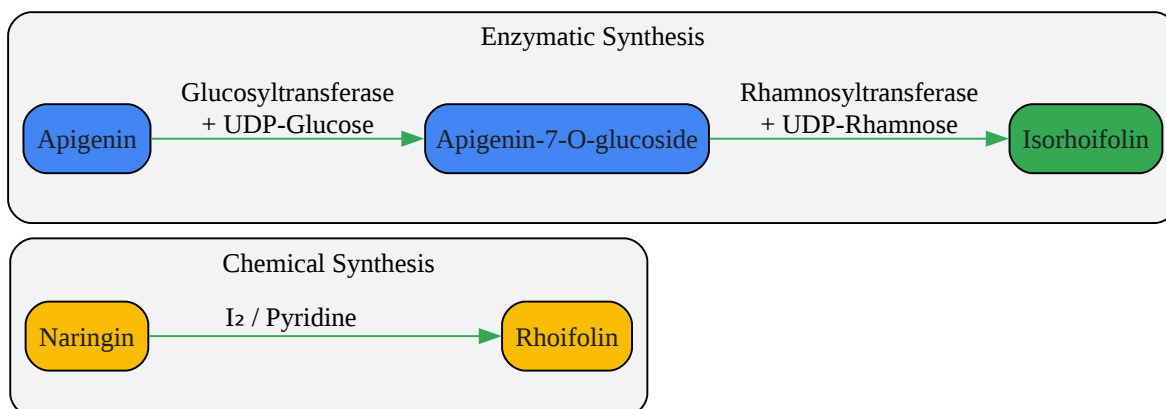 Enzymatic Synthesis
Glucosyltransferase
+ UDP-Glucose
Rhamnosyltransferase
+ UDP-Rhamnose
Apigenin
Apigenin-7-O-glucoside
Isorhoifolin
Chemical Synthesis
I₂ / Pyridine
Naringin
Rhoifolin